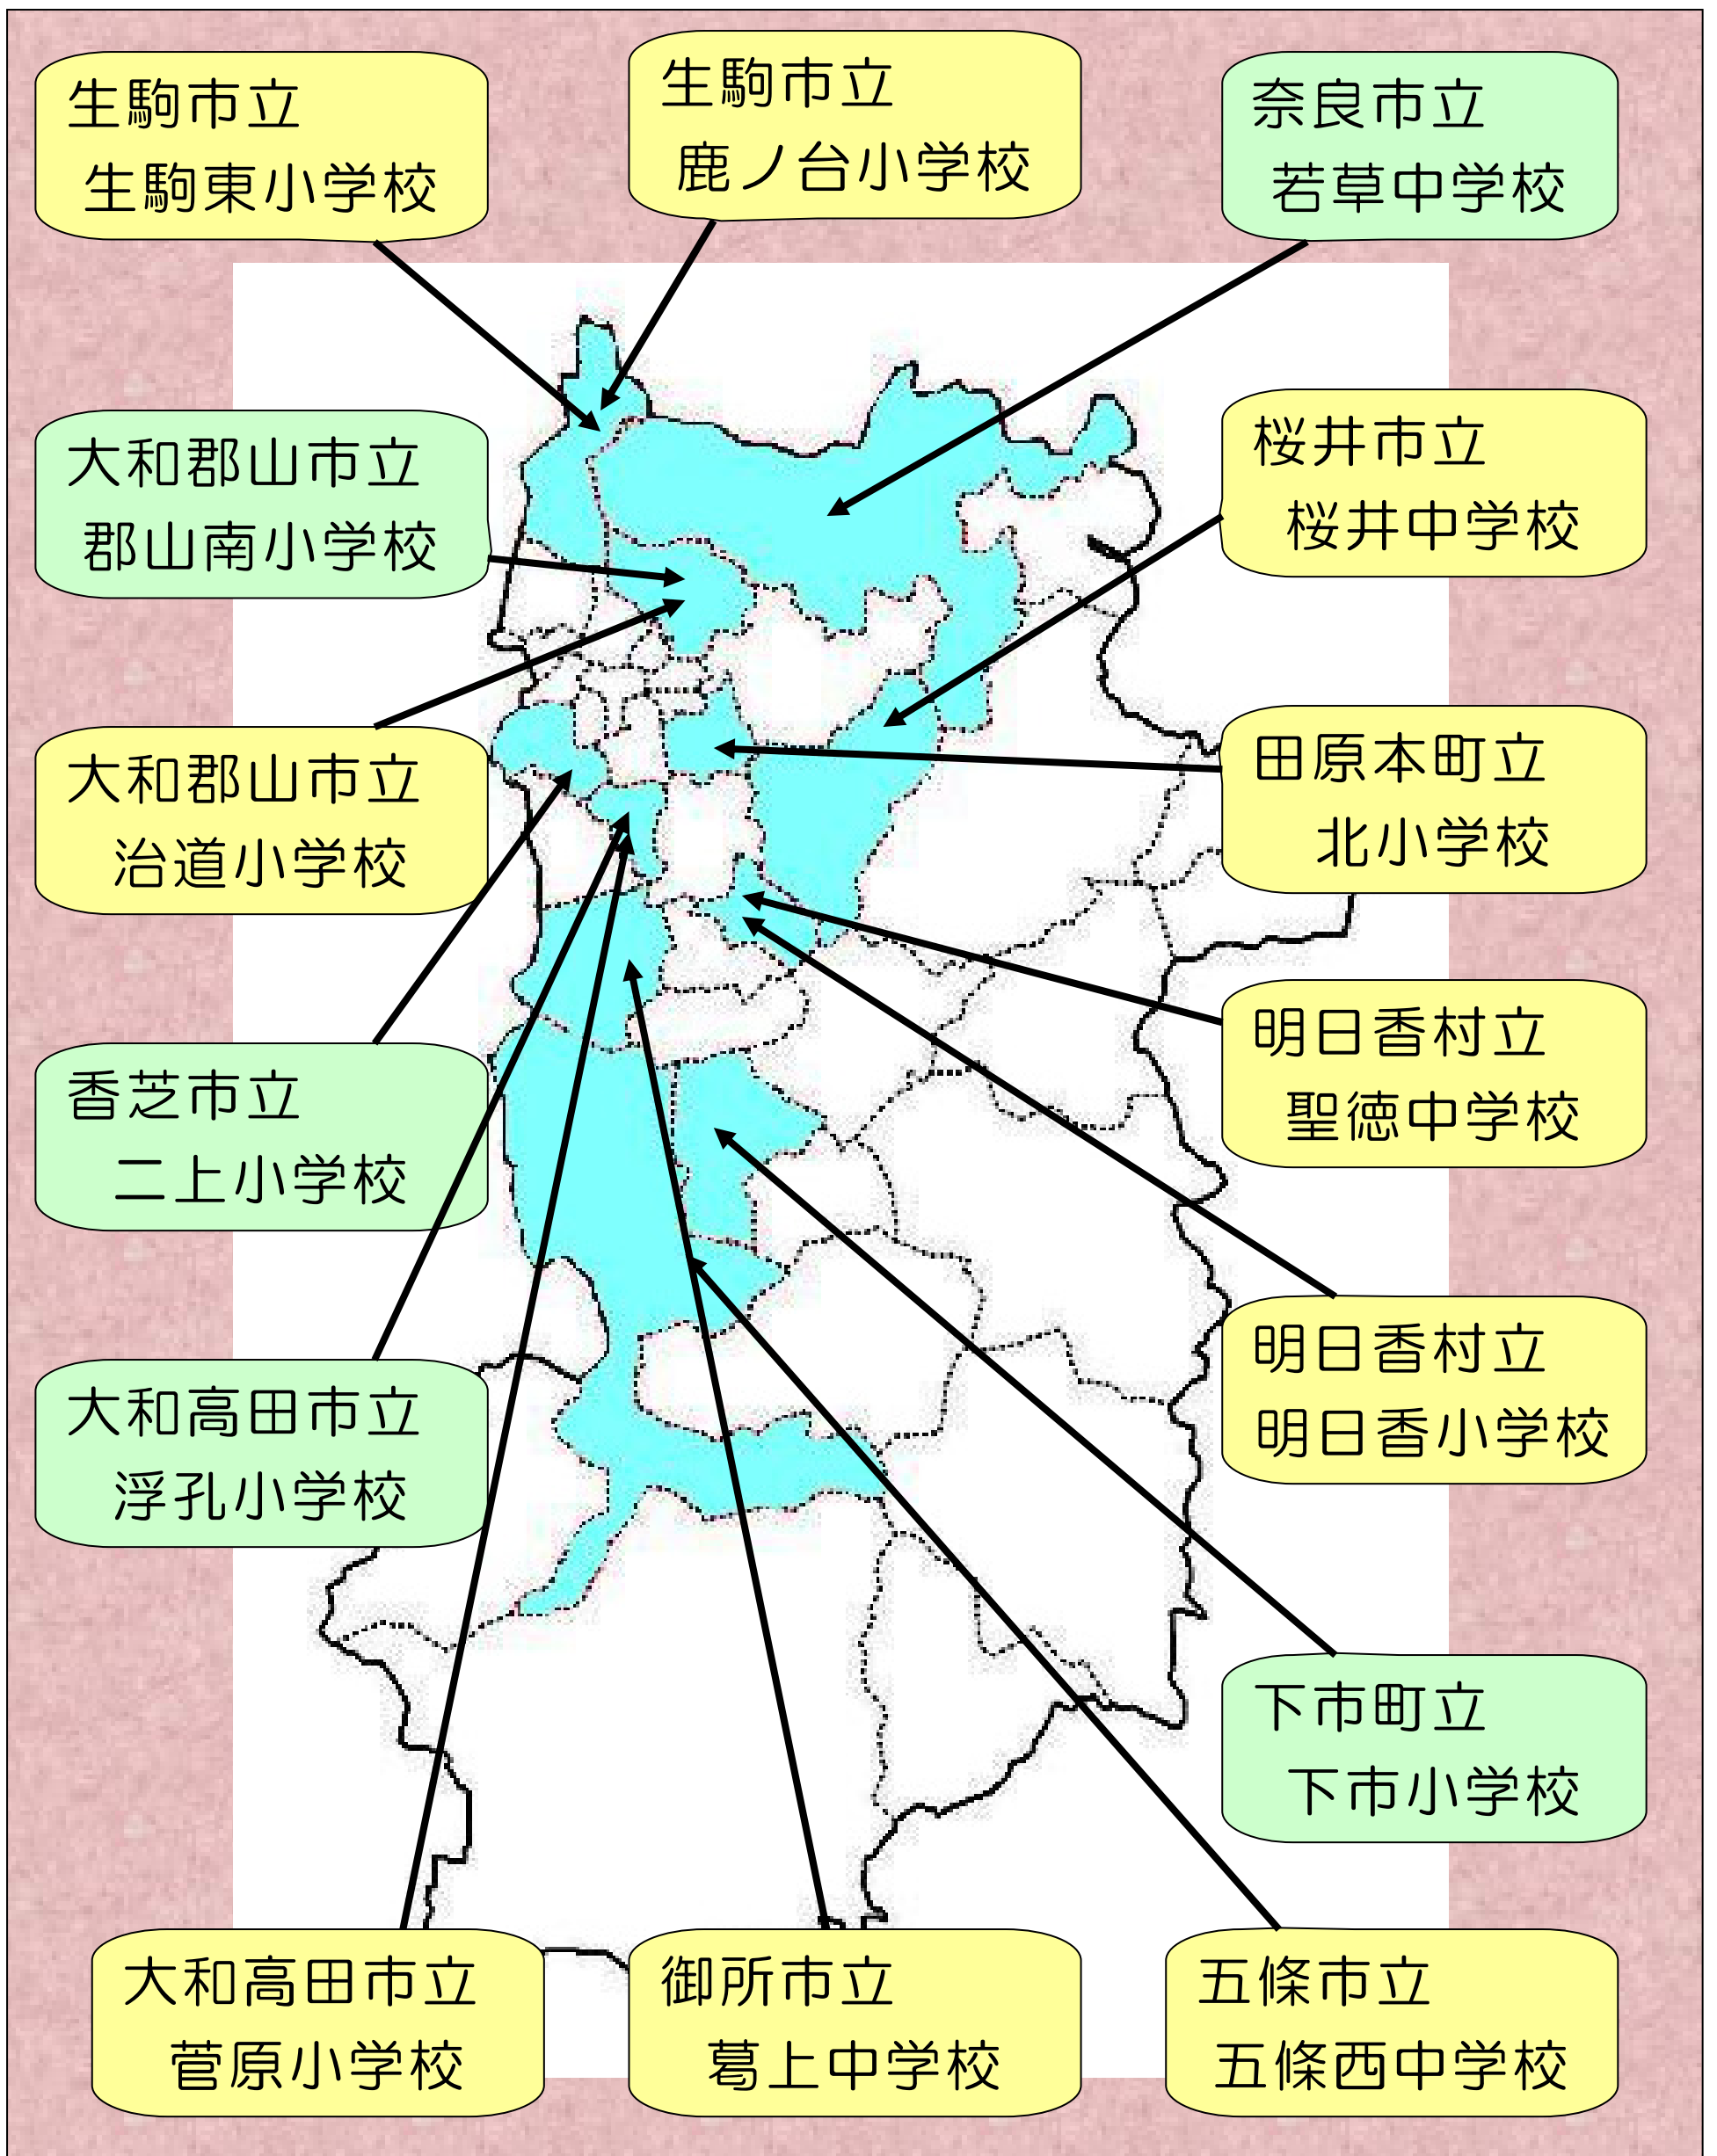 生駒市立
生駒東小学校
生駒市立
鹿ノ台小学校
奈良市立
若草中学校
大和郡山市立
郡山南小学校
桜井市立
桜井中学校
大和郡山市立
治道小学校
田原本町立
北小学校
明日香村立
聖徳中学校
香芝市立
二上小学校
明日香村立
明日香小学校
大和高田市立
浮孔小学校
下市町立
下市小学校
大和高田市立
菅原小学校
御所市立
葛上中学校
五條市立
五條西中学校